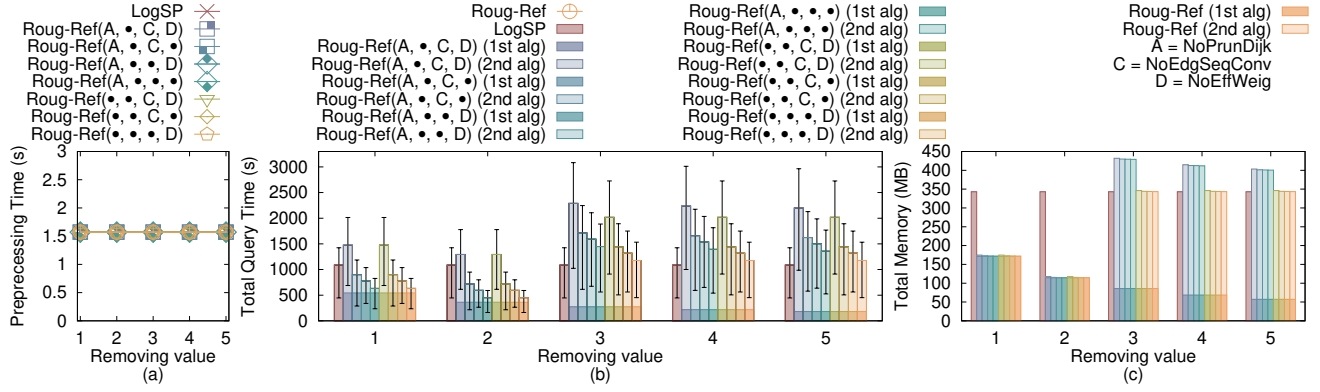 LogSP
Roug-Ref(A, •, C, D)
Roug-Ref(A, •, C, •)
Roug-Ref(A, •, •, D)
Roug-Ref(A, •, •, •)
Roug-Ref(•, •, C, D)
Roug-Ref(•, •, C, •)
Roug-Ref(•, •, •, D)
Roug-Ref
LogSP
Roug-Ref(A, •, C, D) (1st alg)
Roug-Ref(A, •, C, D) (2nd alg)
Roug-Ref(A, •, C, •) (1st alg)
Roug-Ref(A, •, C, •) (2nd alg)
Roug-Ref(A, •, •, D) (1st alg)
Roug-Ref(A, •, •, D) (2nd alg)
Roug-Ref(A, •, •, •) (1st alg)
Roug-Ref(A, •, •, •) (2nd alg)
Roug-Ref(•, •, C, D) (1st alg)
Roug-Ref(•, •, C, D) (2nd alg)
Roug-Ref(•, •, C, •) (1st alg)
Roug-Ref(•, •, C, •) (2nd alg)
Roug-Ref(•, •, •, D) (1st alg)
Roug-Ref(•, •, •, D) (2nd alg)
Roug-Ref (1st alg)
Roug-Ref (2nd alg)
A = NoPrunDijk
C = NoEdgSeqConv
D = NoEffWeig
Preprecessing Time (s)
3
2.5
2
1.5
1
0.5
0
1 2 3 4 5
Removing value
(a)
Total Query Time (s)
3000
2500
2000
1500
1000
500
0
1 2 3 4 5
Removing value
(b)
Total Memory (MB)
450
400
350
300
250
200
150
100
50
0
1 2 3 4 5
Removing value
(c)